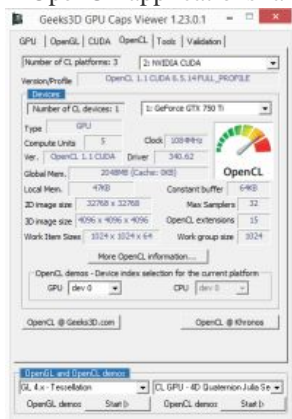 Geeks3D GPU Caps Viewer 1.23.0.1
GPU OpenGL CUDA OpenCL Tools Validation
Number of CL platforms: 3 2: NVIDIA CUDA
Version/Profile OpenCL 1.1 CUDA 6.5.14 FULL_PROFILE
Devices
Number of CL devices: 1 1: GeForce GTX 750 Ti
Type GPU
Compute Units 5 Clock 1084MHz
Ver. OpenCL 1.1 CUDA Driver 340.62
Global Mem. 2048MB (Cache: 0KB) OpenCL
Local Mem. 47KB Constant buffer 64KB
2D image size 32768 x 32768 Max Samplers 32
3D image size 4096 x 4096 x 4096 OpenCL extensions 15
Work Item Sizes 1024 x 1024 x 64 Work group size 1024
More OpenCL information...
OpenCL demos - Device index selection for the current platform
GPU dev 0 CPU dev 0
OpenCL @ Geeks3D.com OpenCL @ Khronos
OpenGL and OpenCL demos
GL 4.x - Tessellation CL GPU - 4D Quaternion Julia Se
OpenGL demos Start |> OpenCL demos Start |>